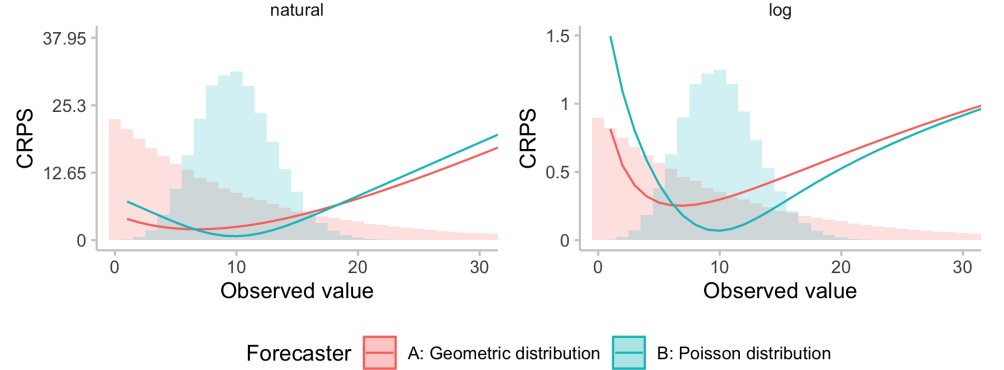 natural
log
CRPS
37.95
25.3
12.65
0
0
10
20
30
Observed value
CRPS
1.5
1
0.5
0
0
10
20
30
Observed value
Forecaster
A: Geometric distribution
B: Poisson distribution